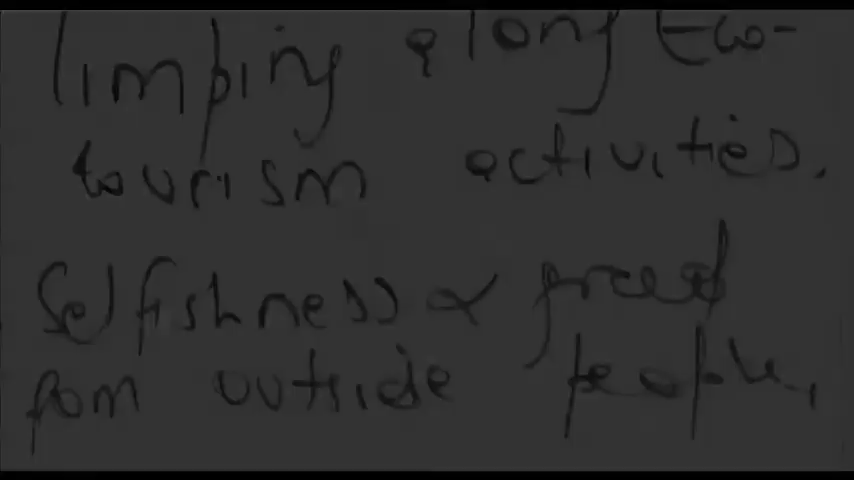 limping along Eco-
tourism activities.
Selfishness & greed
from outside people,